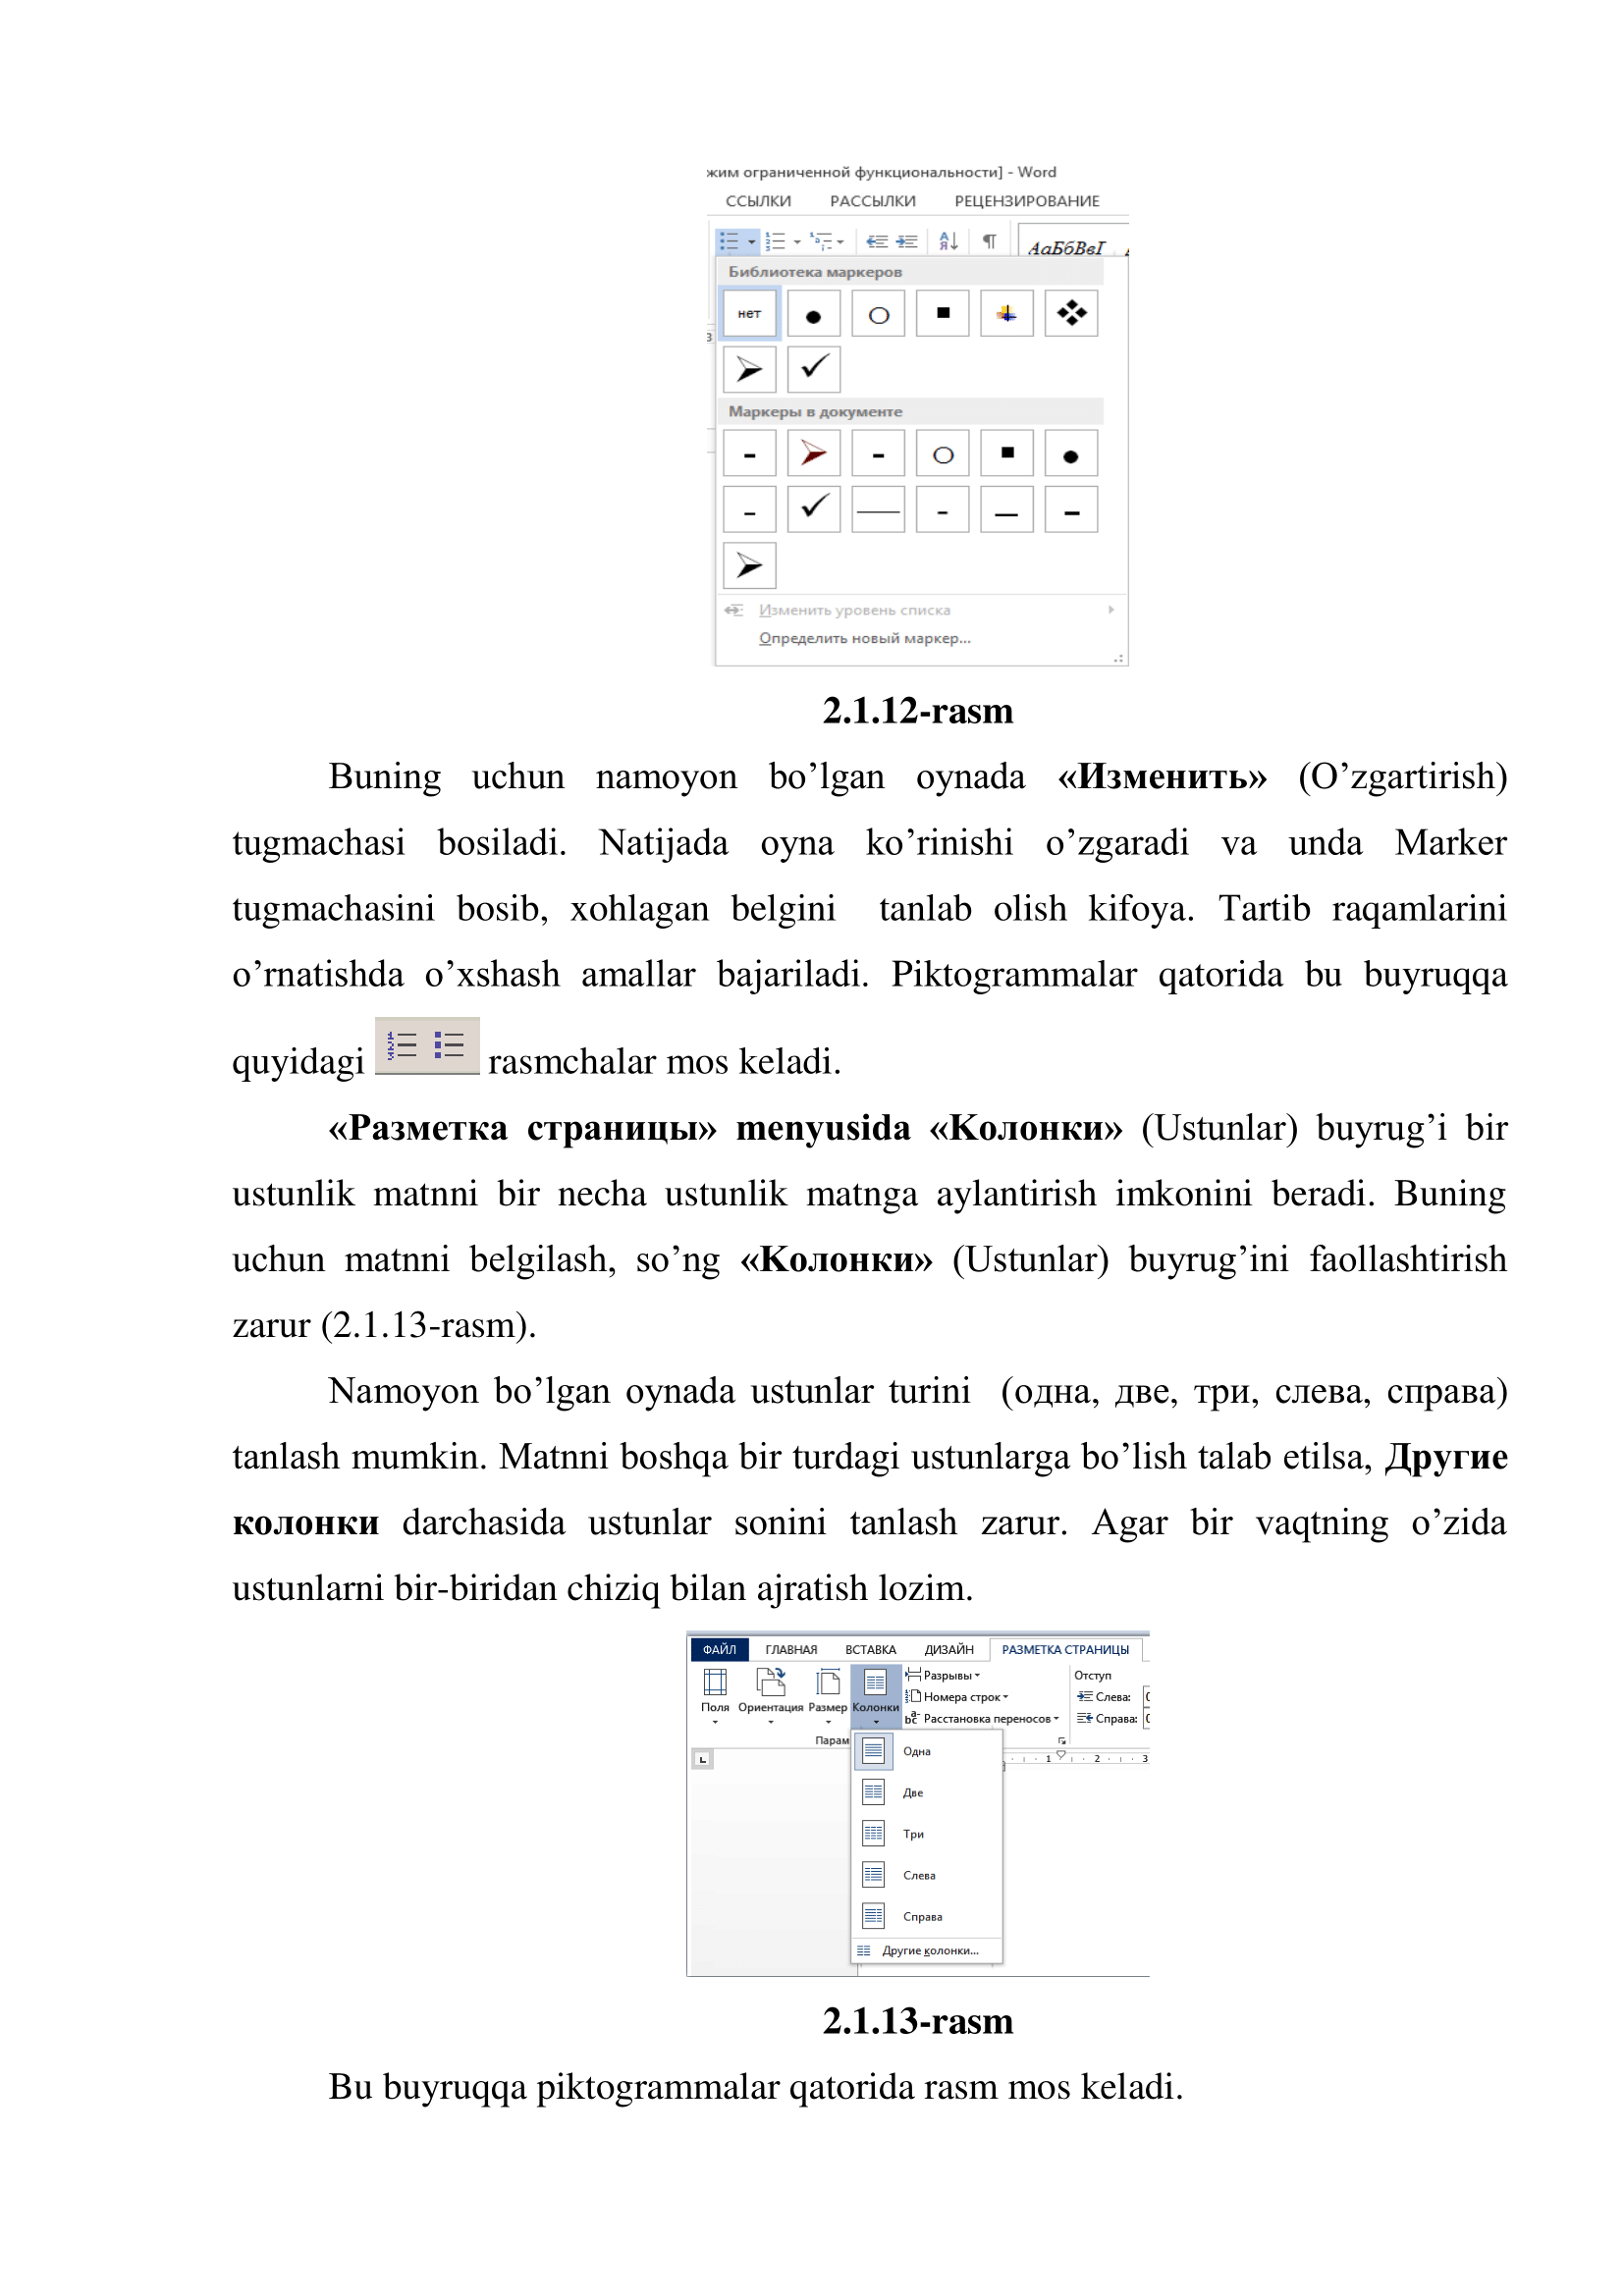 жим ограниченной функциональности] - Word
ССЫЛКИ РАССЫЛКИ РЕЦЕНЗИРОВАНИЕ
АаБбВвГ
Библиотека маркеров
нет
3
Маркеры в документе
Изменить уровень списка
Определить новый маркер...
2.1.12-rasm
Buning uchun namoyon bo’lgan oynada «Изменить» (O’zgartirish)
tugmachasi bosiladi. Natijada oyna ko’rinishi o’zgaradi va unda Marker
tugmachasini bosib, xohlagan belgini tanlab olish kifoya. Tartib raqamlarini
o’rnatishda o’xshash amallar bajariladi. Piktogrammalar qatorida bu buyruqqa
quyidagi rasmchalar mos keladi.
«Разметка страницы» menyusida «Колонки» (Ustunlar) buyrug’i bir
ustunlik matnni bir necha ustunlik matnga aylantirish imkonini beradi. Buning
uchun matnni belgilash, so’ng «Колонки» (Ustunlar) buyrug’ini faollashtirish
zarur (2.1.13-rasm).
Namoyon bo’lgan oynada ustunlar turini (одна, две, три, слева, справа)
tanlash mumkin. Matnni boshqa bir turdagi ustunlarga bo’lish talab etilsa, Другие
колонки darchasida ustunlar sonini tanlash zarur. Agar bir vaqtning o’zida
ustunlarni bir-biridan chiziq bilan ajratish lozim.
ФАЙЛ ГЛАВНАЯ ВСТАВКА ДИЗАЙН РАЗМЕТКА СТРАНИЦЫ
Разрывы Отступ
Номера строк Слева: 0
Поля Ориентация Размер Колонки
Расстановка переносов Справа: 0
Парам
Одна
1 2 3
Две
Три
Слева
Справа
Другие колонки...
2.1.13-rasm
Bu buyruqqa piktogrammalar qatorida rasm mos keladi.